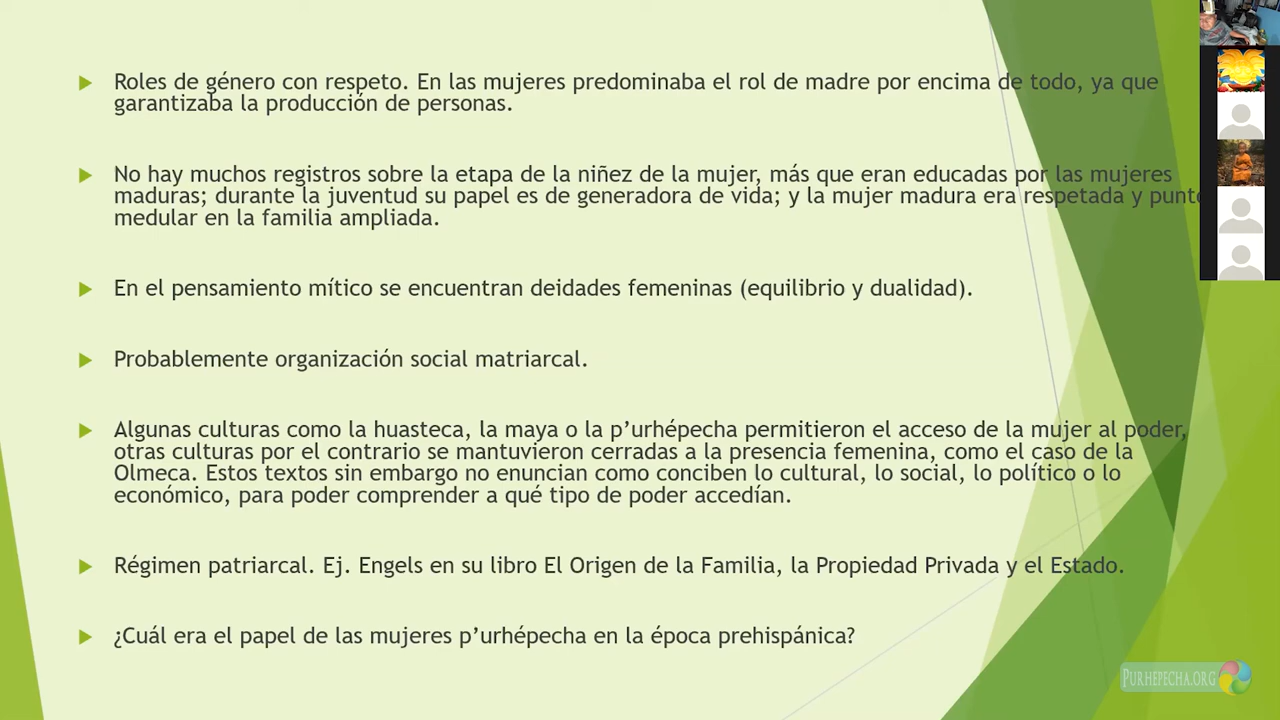 Roles de género con respeto. En las mujeres predominaba el rol de madre por encima de todo, ya que
garantizaba la producción de personas.
No hay muchos registros sobre la etapa de la niñez de la mujer, más que eran educadas por las mujeres
maduras; durante la juventud su papel es de generadora de vida; y la mujer madura era respetada y punto
medular en la familia ampliada.
En el pensamiento mítico se encuentran deidades femeninas (equilibrio y dualidad).
Probablemente organización social matriarcal.
Algunas culturas como la huasteca, la maya o la p’urhépecha permitieron el acceso de la mujer al poder,
otras culturas por el contrario se mantuvieron cerradas a la presencia femenina, como el caso de la
Olmeca. Estos textos sin embargo no enuncian como conciben lo cultural, lo social, lo político o lo
económico, para poder comprender a qué tipo de poder accedían.
Régimen patriarcal. Ej. Engels en su libro El Origen de la Familia, la Propiedad Privada y el Estado.
¿Cuál era el papel de las mujeres p’urhépecha en la época prehispánica?
PURHEPECHA.ORG